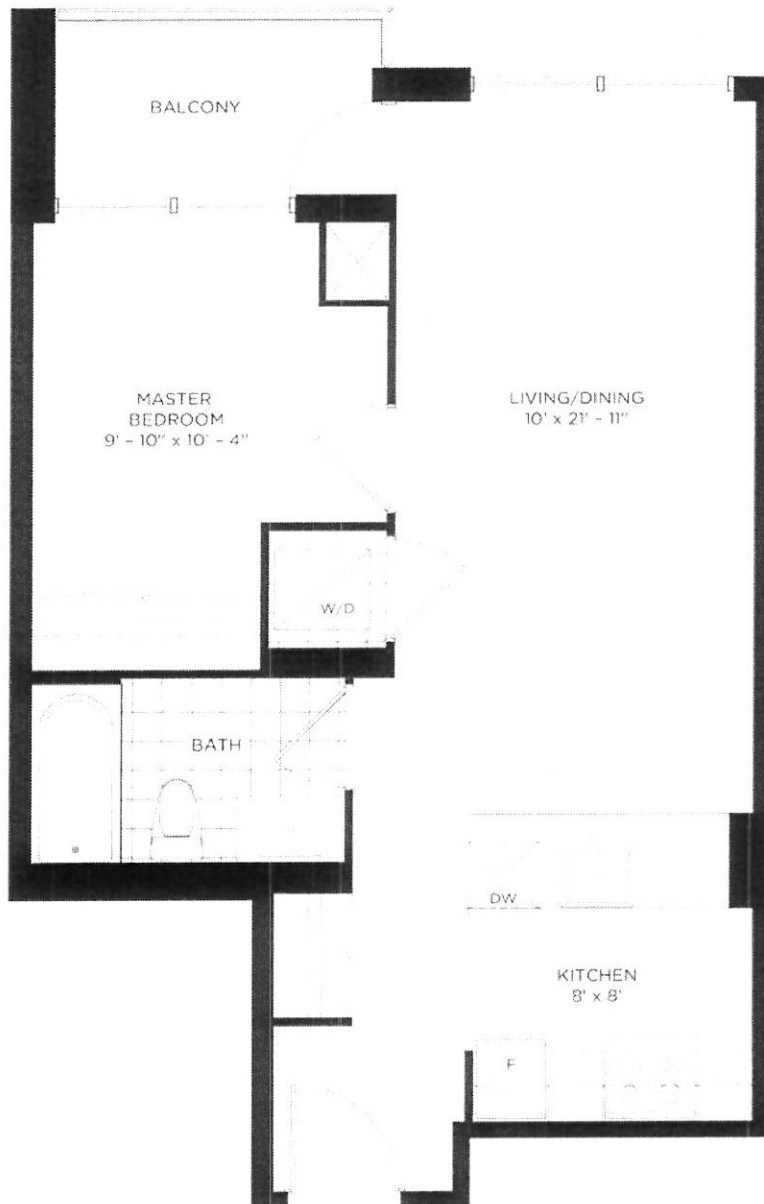 BALCONY
MASTER
BEDROOM
9' - 10" x 10' - 4"
LIVING/DINING
10' x 21' - 11"
W/D
BATH
DW
KITCHEN
8' x 8'
F